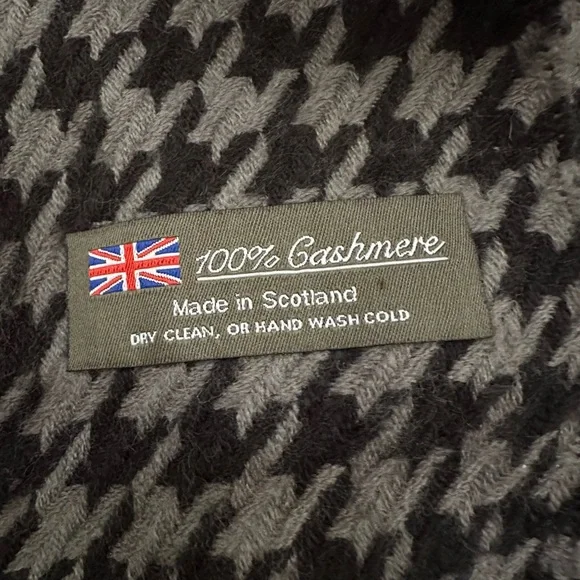 100% Cashmere
Made in Scotland
DRY CLEAN, OR HAND WASH COLD